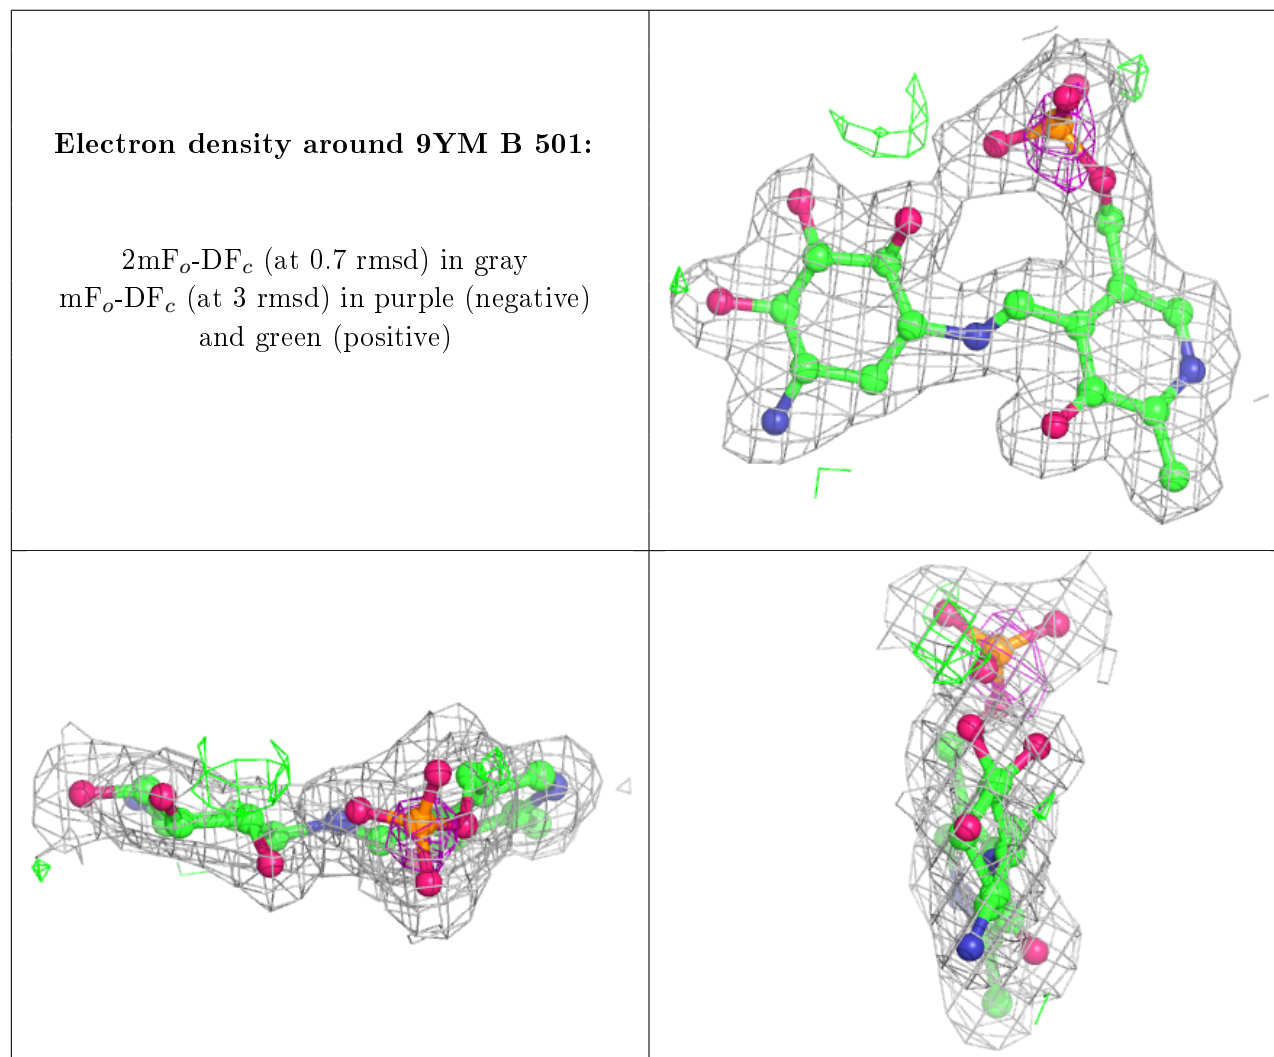 Electron density around 9YM B 501:
2mFo-DFc (at 0.7 rmsd) in gray
mFo-DFc (at 3 rmsd) in purple (negative)
and green (positive)